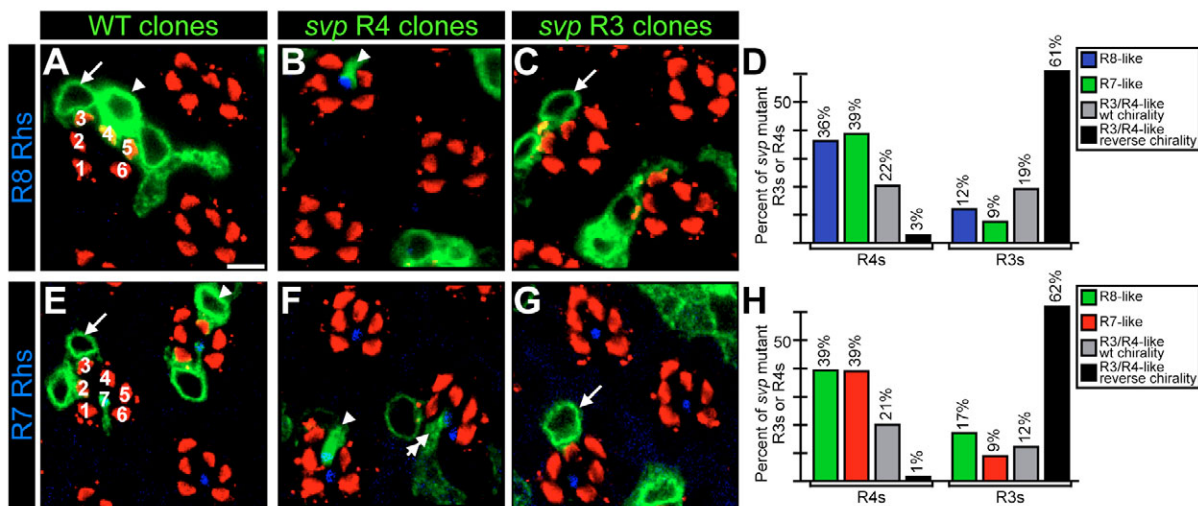 WT clones
svp R4 clones
svp R3 clones
R8 Rhs
A
3
2
4
5
1
6
B
C
D
Percent of svp mutant
R3s or R4s
50
36%
39%
22%
3%
12%
9%
19%
61%
R4s
R3s
R8-like
R7-like
R3/R4-like
wt chirality
R3/R4-like
reverse chirality
R7 Rhs
E
3
4
2
5
7
1
6
F
G
H
Percent of svp mutant
R3s or R4s
50
39%
39%
21%
1%
17%
9%
12%
62%
R4s
R3s
R8-like
R7-like
R3/R4-like
wt chirality
R3/R4-like
reverse chirality